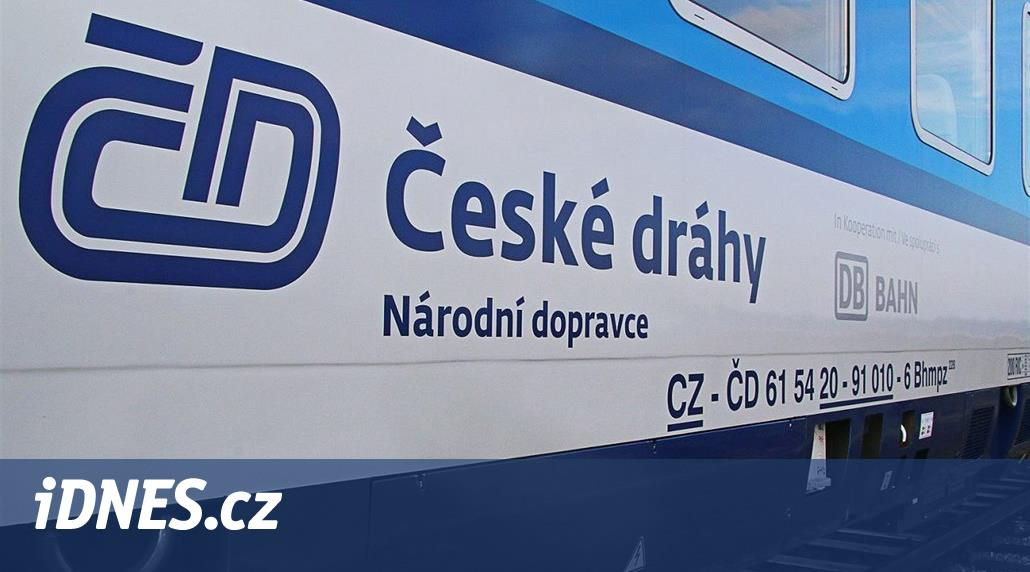 ČD
České dráhy
Národní dopravce
In Kooperation mit / Ve spolupráci s
DB BAHN
CZ - ČD 61 54 20 - 91 010 - 6 Bhmpz
iDNES.cz